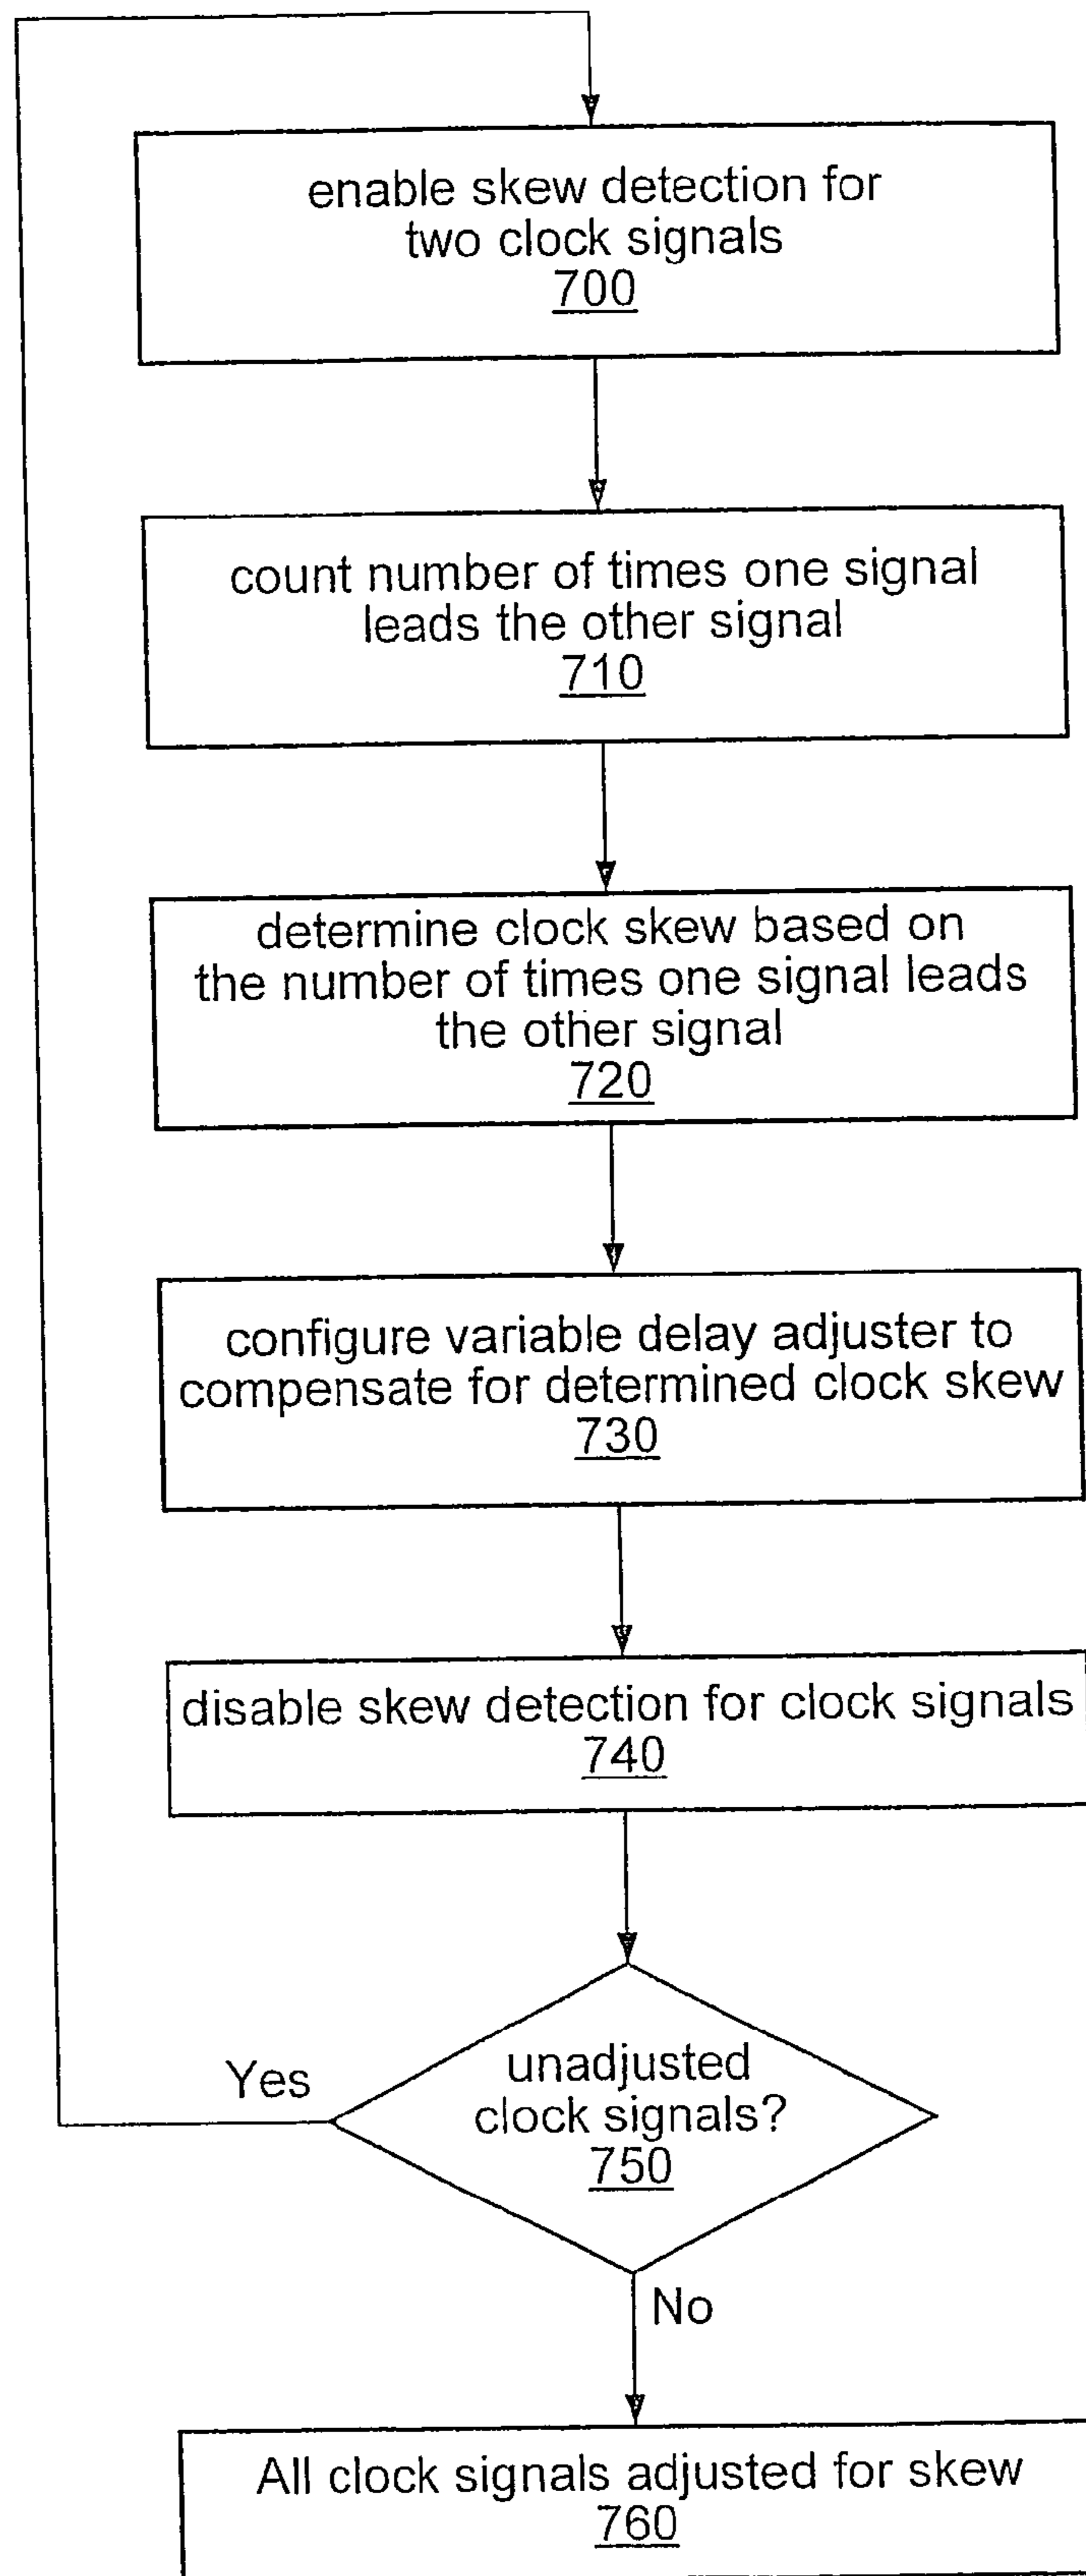 enable skew detection for
two clock signals
700
count number of times one signal
leads the other signal
710
determine clock skew based on
the number of times one signal leads
the other signal
720
configure variable delay adjuster to
compensate for determined clock skew
730
disable skew detection for clock signals
740
unadjusted
clock signals?
750
Yes
No
All clock signals adjusted for skew
760